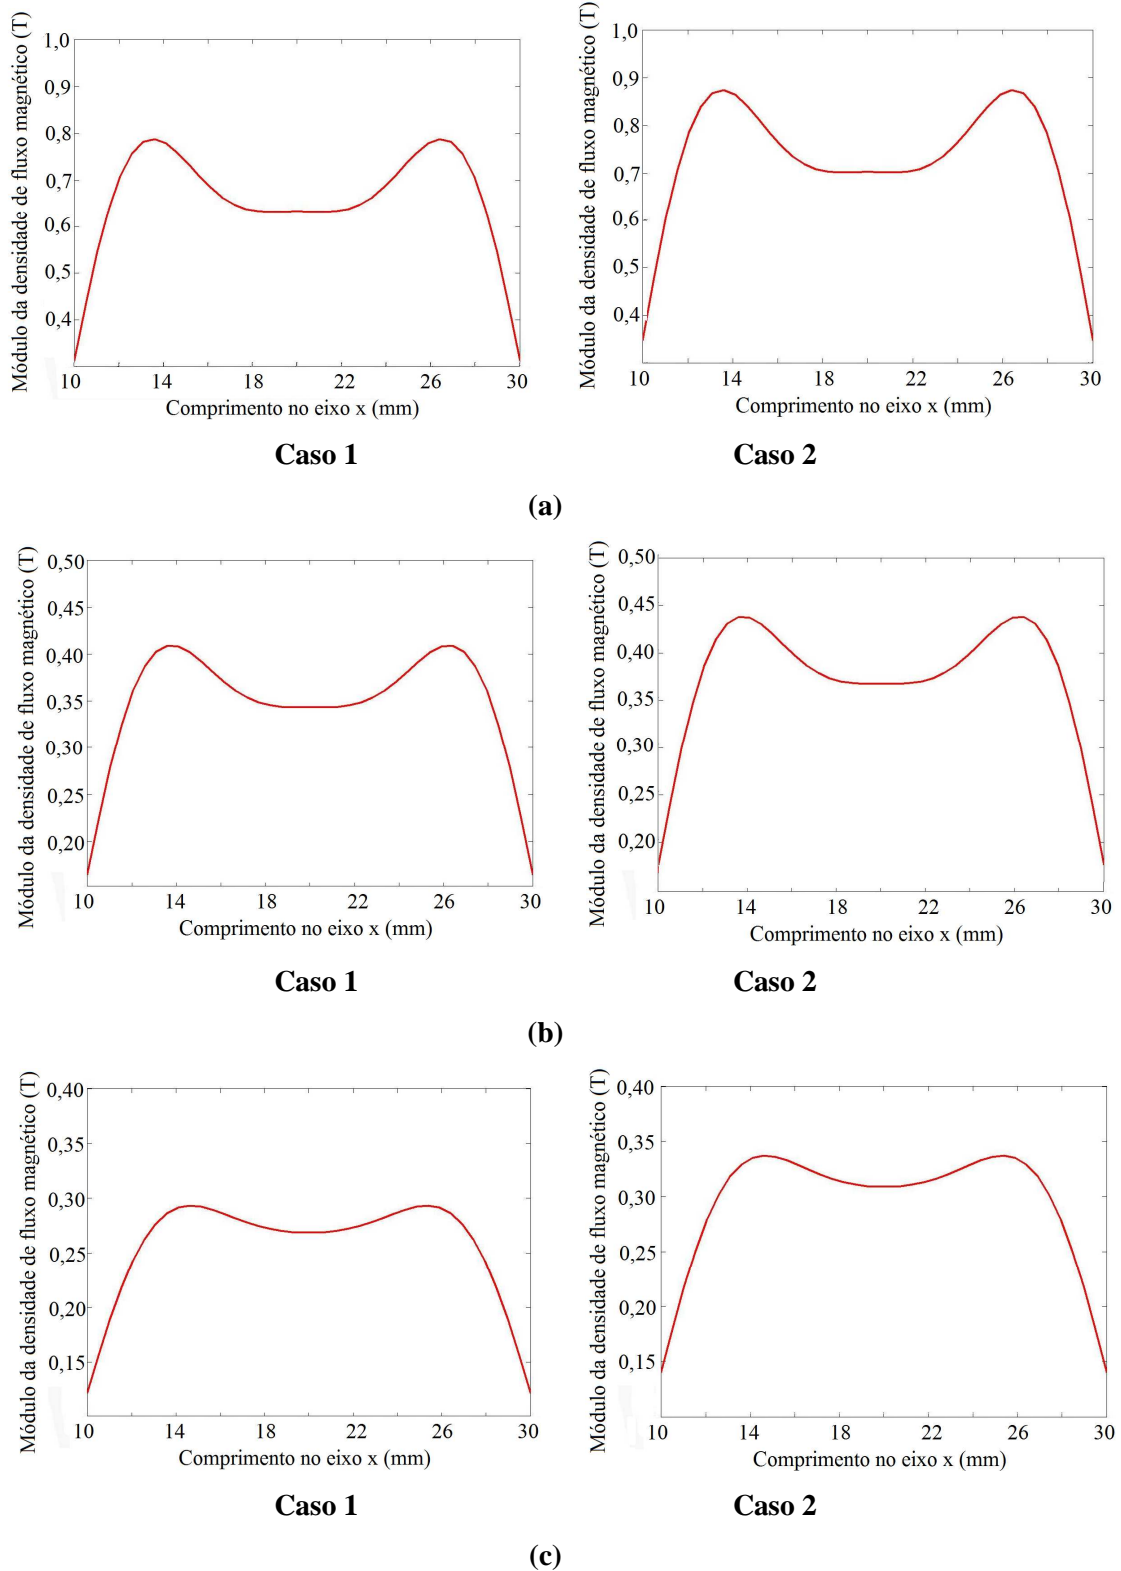 Módulo da densidade de fluxo magnético (T)
1,0
0,9
0,8
0,7
0,6
0,5
0,4
10 14 18 22 26 30
Comprimento no eixo x (mm)
Caso 1
Módulo da densidade de fluxo magnético (T)
1,0
0,9
0,8
0,7
0,6
0,5
0,4
10 14 18 22 26 30
Comprimento no eixo x (mm)
Caso 2
(a)
Módulo da densidade de fluxo magnético (T)
0,50
0,45
0,40
0,35
0,30
0,25
0,20
10 14 18 22 26 30
Comprimento no eixo x (mm)
Caso 1
Módulo da densidade de fluxo magnético (T)
0,50
0,45
0,40
0,35
0,30
0,25
0,20
10 14 18 22 26 30
Comprimento no eixo x (mm)
Caso 2
(b)
Módulo da densidade de fluxo magnético (T)
0,40
0,35
0,30
0,25
0,20
0,15
10 14 18 22 26 30
Comprimento no eixo x (mm)
Caso 1
Módulo da densidade de fluxo magnético (T)
0,40
0,35
0,30
0,25
0,20
0,15
10 14 18 22 26 30
Comprimento no eixo x (mm)
Caso 2
(c)